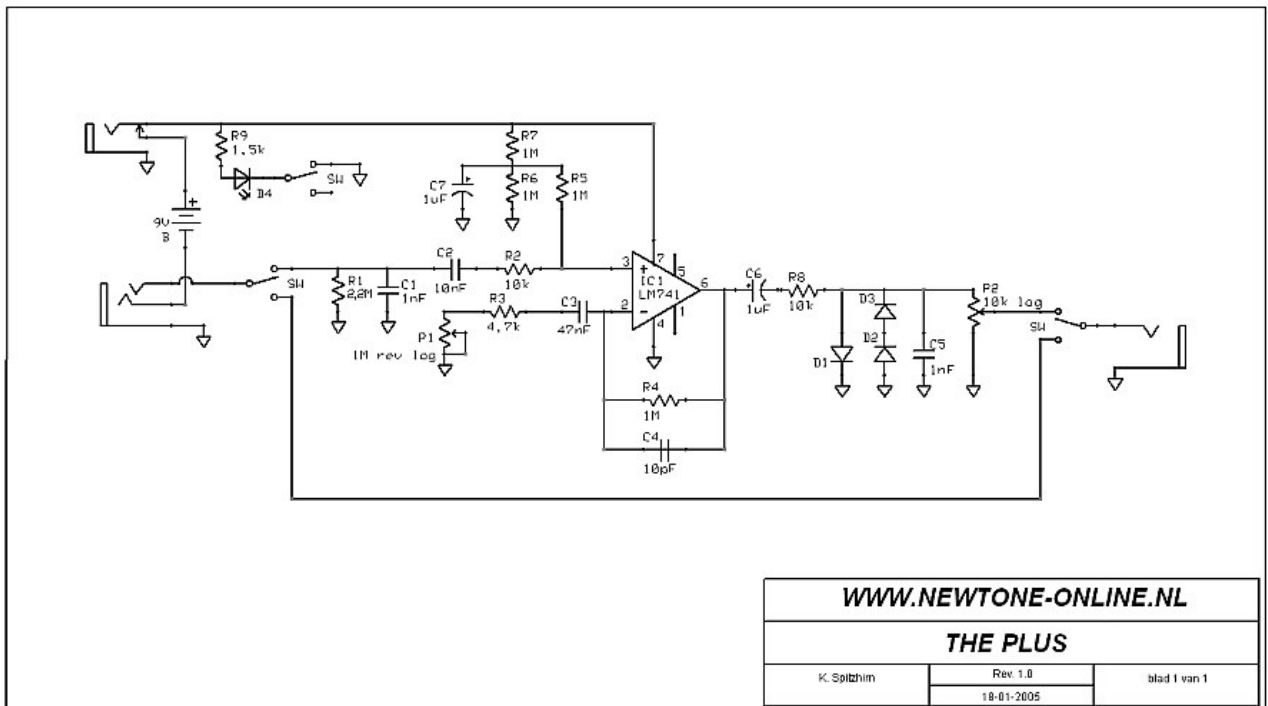 R9
1.5k
D4
SW
9V
B
+
R7
1M
C7
1uF
R6
1M
R5
1M
SW
R1
2,2M
C1
1nF
C2
10nF
R2
10k
R3
4.7k
C3
47nF
P1
1M rev log
3
2
+
-
IC1
LM741
7
5
6
1
4
R4
1M
C4
10pF
C6
1uF
R8
10k
D1
D3
D2
C5
1nF
P2
10k log
SW
WWW.NEWTONE-ONLINE.NL
THE PLUS
K. Spitzhirn
Rev. 1.0
18-01-2005
blad 1 van 1